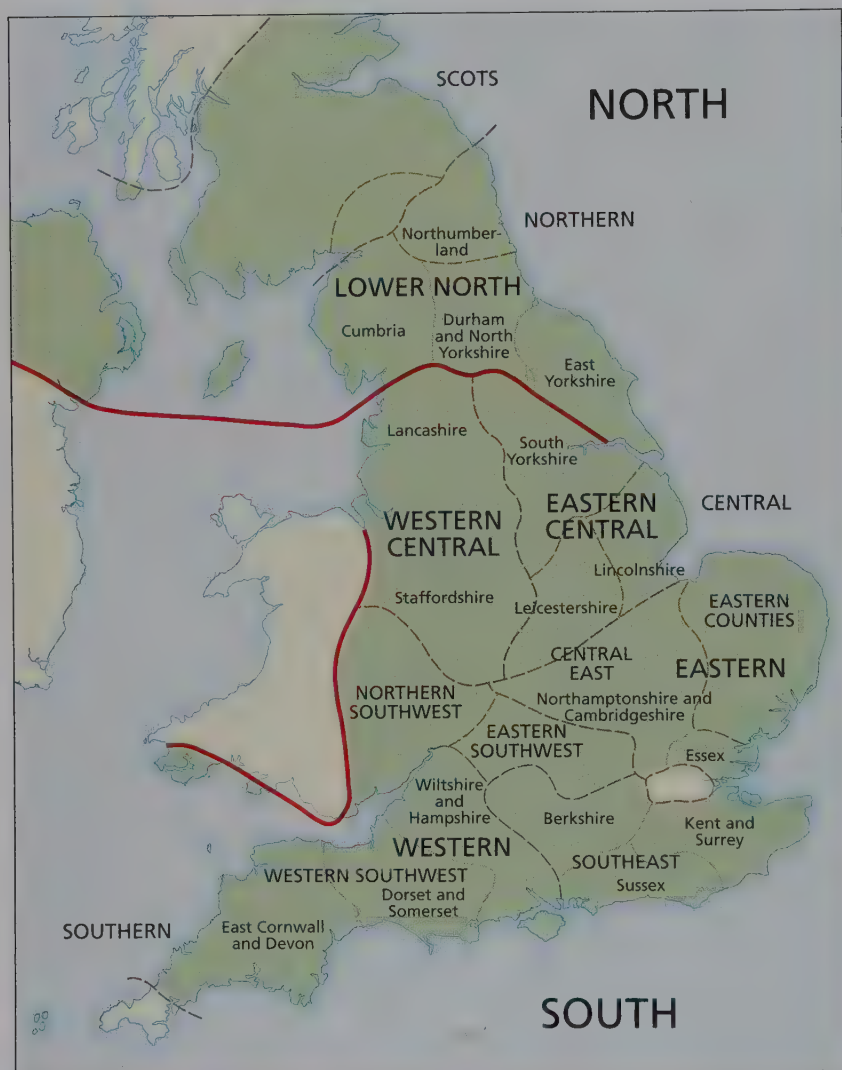 SCOTS
NORTH
NORTHERN
Northumber-
land
LOWER NORTH
Cumbria
Durham
and North
Yorkshire
East
Yorkshire
Lancashire
South
Yorkshire
WESTERN
CENTRAL
EASTERN
CENTRAL
CENTRAL
Staffordshire
Leicestershire
Lincolnshire
EASTERN
COUNTIES
CENTRAL
EAST
EASTERN
NORTHERN
SOUTHWEST
Northamptonshire and
Cambridgeshire
EASTERN
SOUTHWEST
Essex
Wiltshire
and
Hampshire
Berkshire
Kent and
Surrey
WESTERN
SOUTHEAST
Sussex
WESTERN SOUTHWEST
Dorset and
Somerset
SOUTHERN
East Cornwall
and Devon
SOUTH